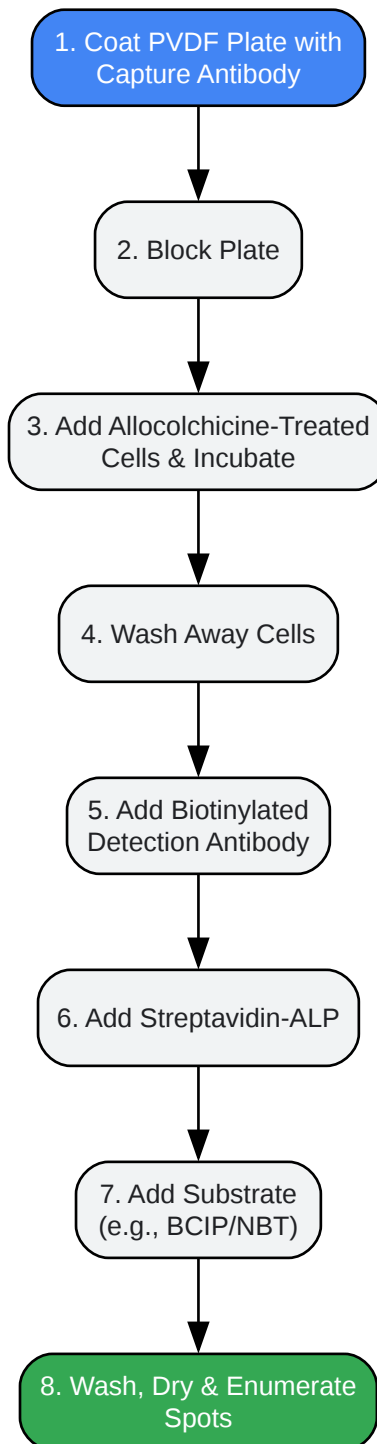 1. Coat PVDF Plate with
Capture Antibody
2. Block Plate
3. Add Allocolchicine-Treated
Cells & Incubate
4. Wash Away Cells
5. Add Biotinylated
Detection Antibody
6. Add Streptavidin-ALP
7. Add Substrate
(e.g., BCIP/NBT)
8. Wash, Dry & Enumerate
Spots